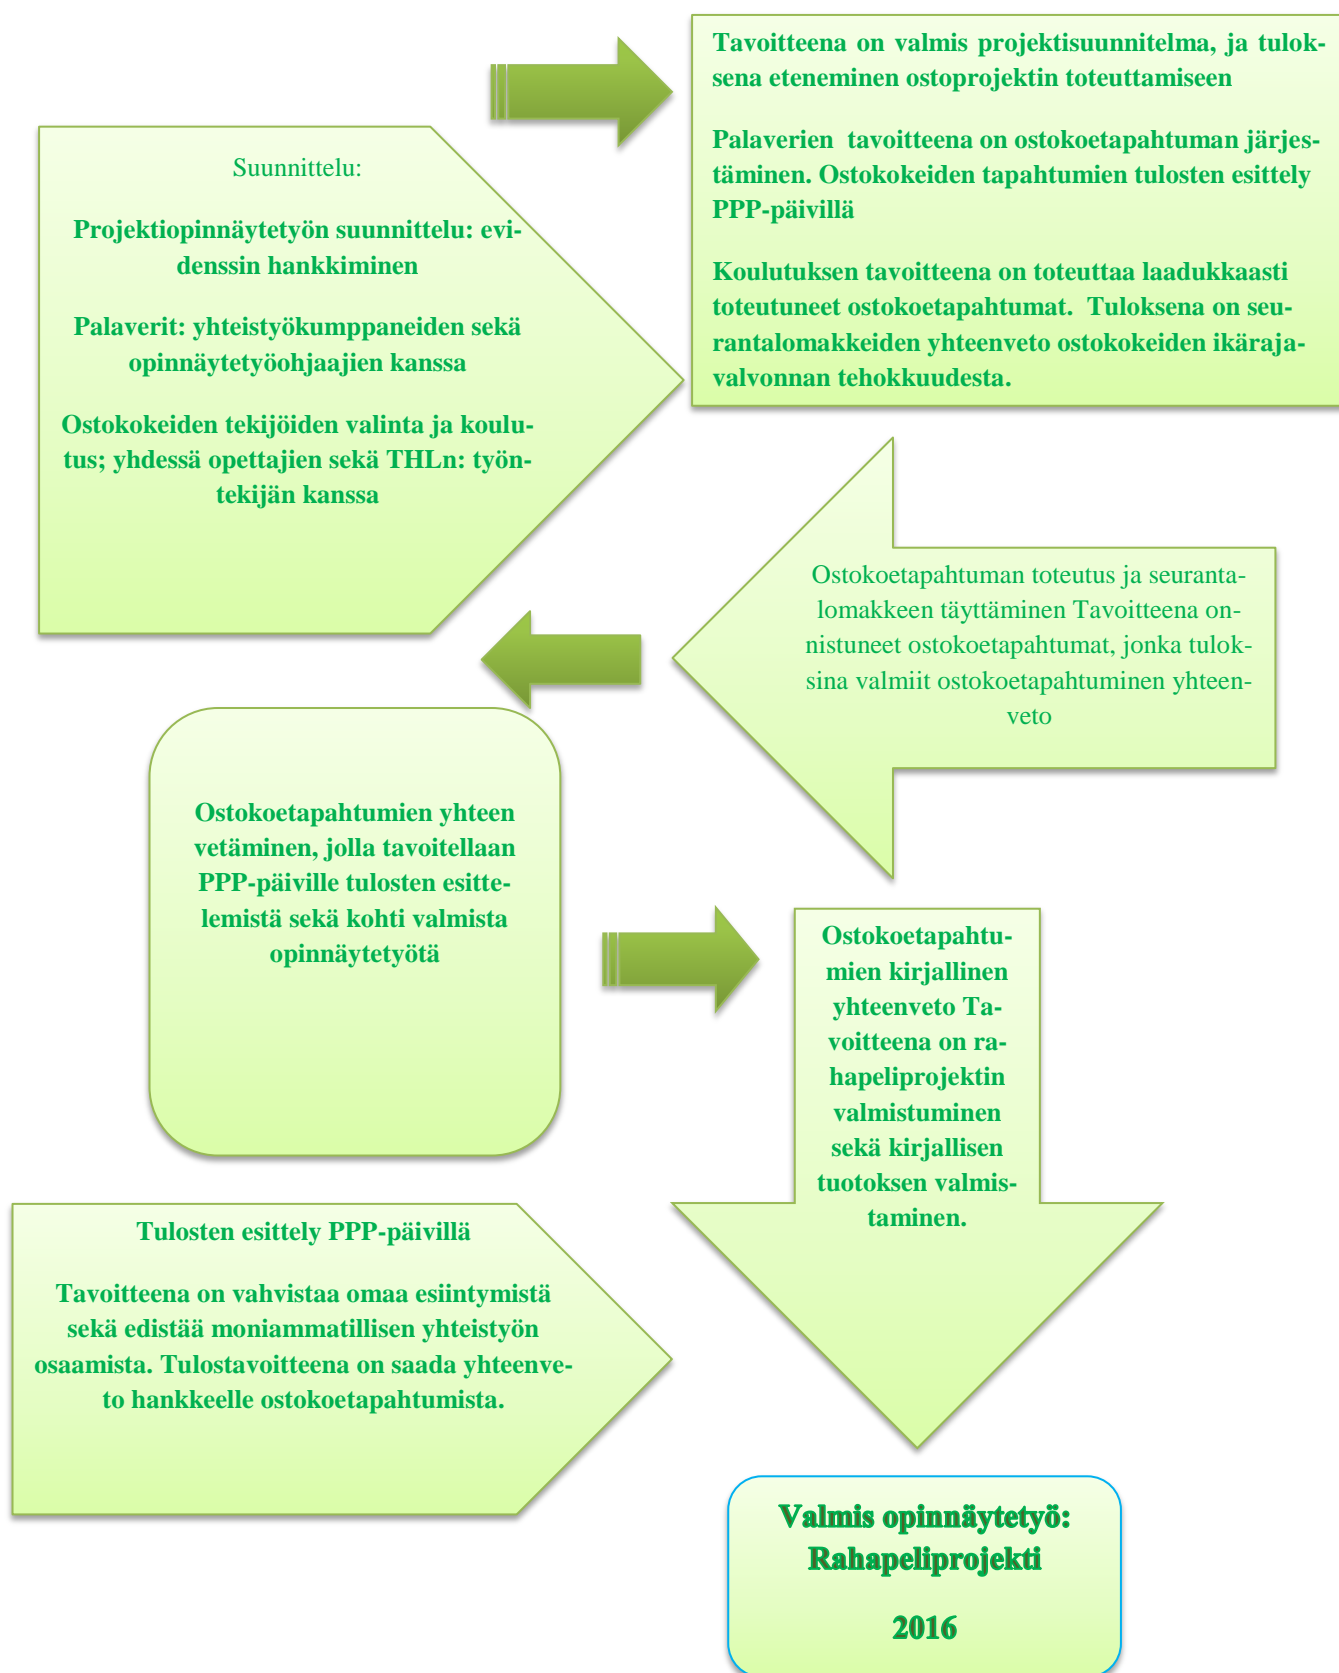 Suunnittelu:
Projektiopinnäytetyön suunnittelu: evi-
denssin hankkiminen
Palaverit: yhteistyökumppaneiden sekä
opinnäytetyöohjaajien kanssa
Ostokokeiden tekijöiden valinta ja koulu-
tus; yhdessä opettajien sekä THLn: työn-
tekijän kanssa
Tavoitteena on valmis projektisuunnitelma, ja tulok-
sena eteneminen ostoprojektin toteuttamiseen
Palaverien tavoitteena on ostokoetapahtuman järjes-
täminen. Ostokokeiden tapahtumien tulosten esittely
PPP-päivillä
Koulutuksen tavoitteena on toteuttaa laadukkaasti
toteutuneet ostokoetapahtumat. Tuloksena on seu-
rantalomakkeiden yhteenveto ostokokeiden ikäraja-
valvonnan tehokkuudesta.
Ostokoetapahtuman toteutus ja seuranta-
lomakkeen täyttäminen Tavoitteena on-
nistuneet ostokoetapahtumat, jonka tulok-
sina valmiit ostokoetapahtuminen yhteen-
veto
Ostokoetapahtumien yhteen
vetäminen, jolla tavoitellaan
PPP-päiville tulosten esitte-
lemistä sekä kohti valmista
opinnäytetyötä
Ostokoetapahtu-
mien kirjallinen
yhteenveto Ta-
voitteena on ra-
hapeliprojektin
valmistuminen
sekä kirjallisen
tuotoksen valmis-
taminen.
Tulosten esittely PPP-päivillä
Tavoitteena on vahvistaa omaa esiintymistä
sekä edistää moniammatillisen yhteistyön
osaamista. Tulostavoitteena on saada yhteenve-
to hankkeelle ostokoetapahtumista.
Valmis opinnäytetyö:
Rahapeliprojekti
2016